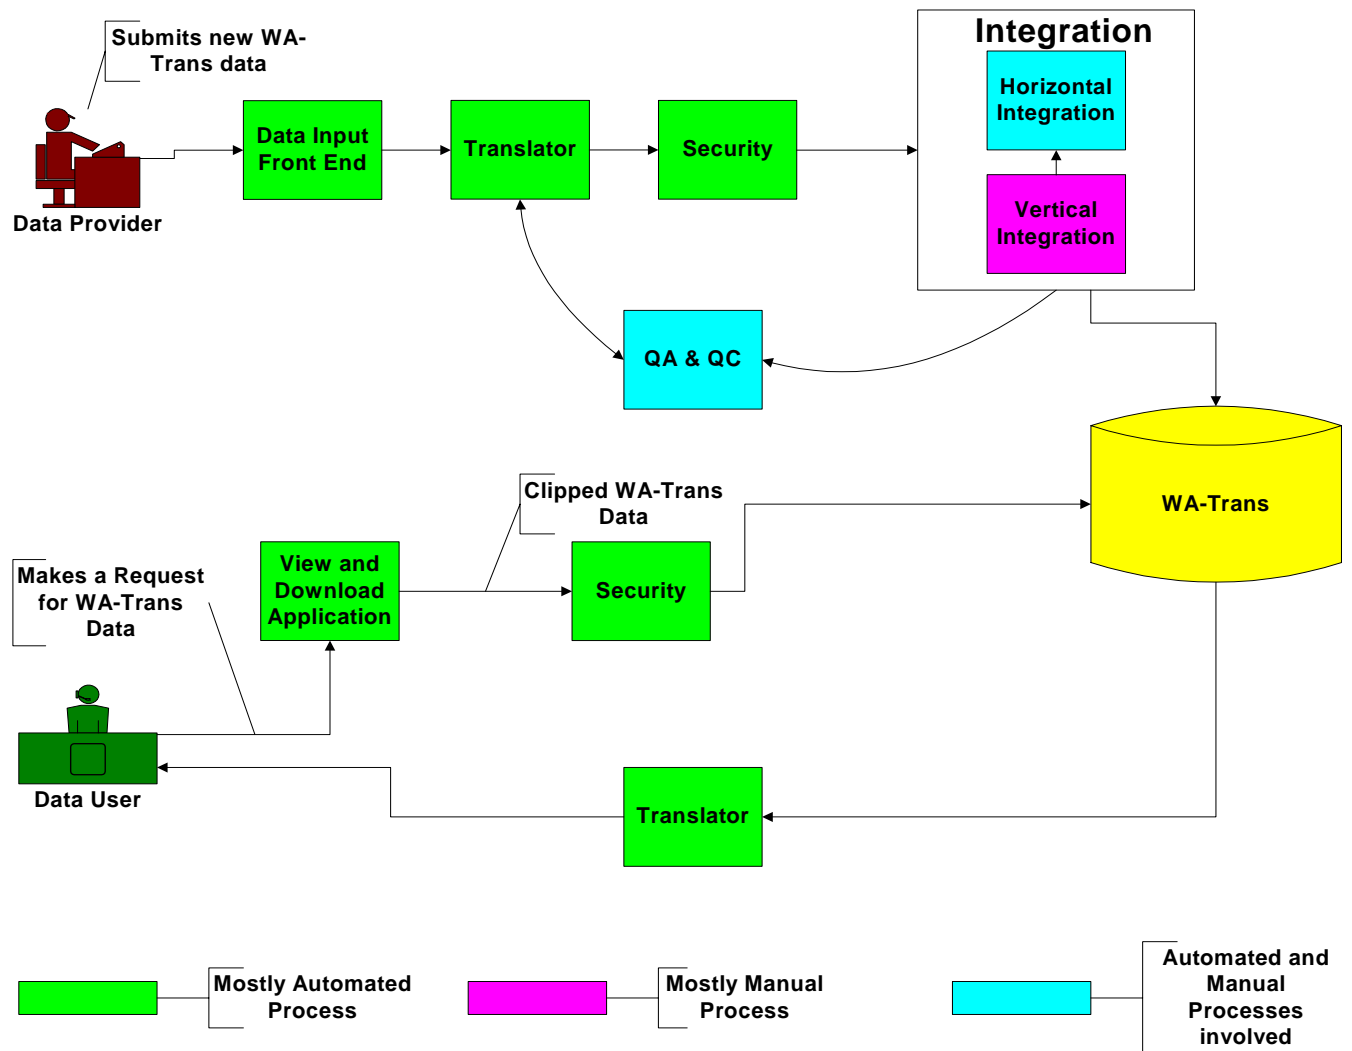 Submits new WA-
Trans data
Data Provider
Data Input
Front End
Translator
Security
Integration
Horizontal
Integration
Vertical
Integration
QA & QC
WA-Trans
Clipped WA-Trans
Data
View and
Download
Application
Security
Makes a Request
for WA-Trans
Data
Data User
Translator
Mostly Automated
Process
Mostly Manual
Process
Automated and
Manual
Processes
involved